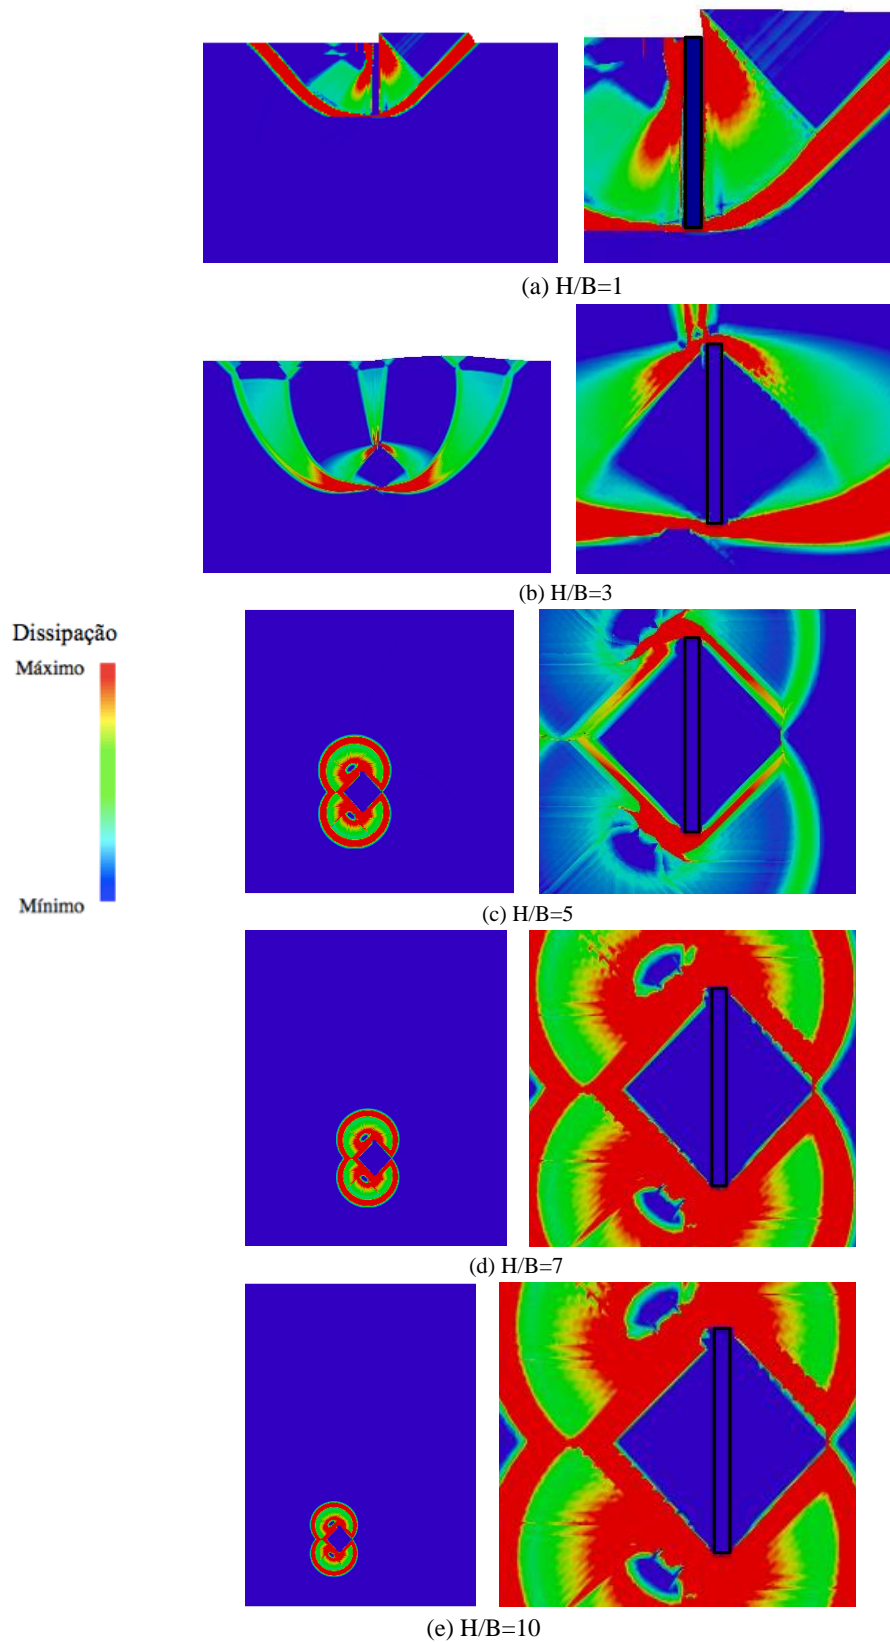 (a) H/B=1
(b) H/B=3
Dissipação
Máximo
Mínimo
(c) H/B=5
(d) H/B=7
(e) H/B=10